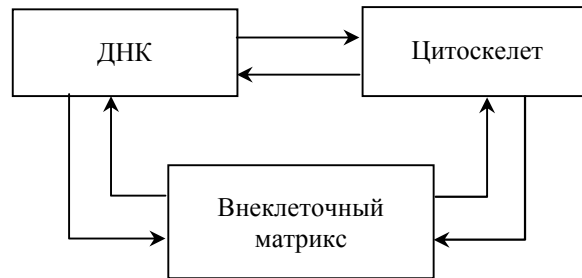 ДНК
Цитоскелет
Внеклеточный
матрикс